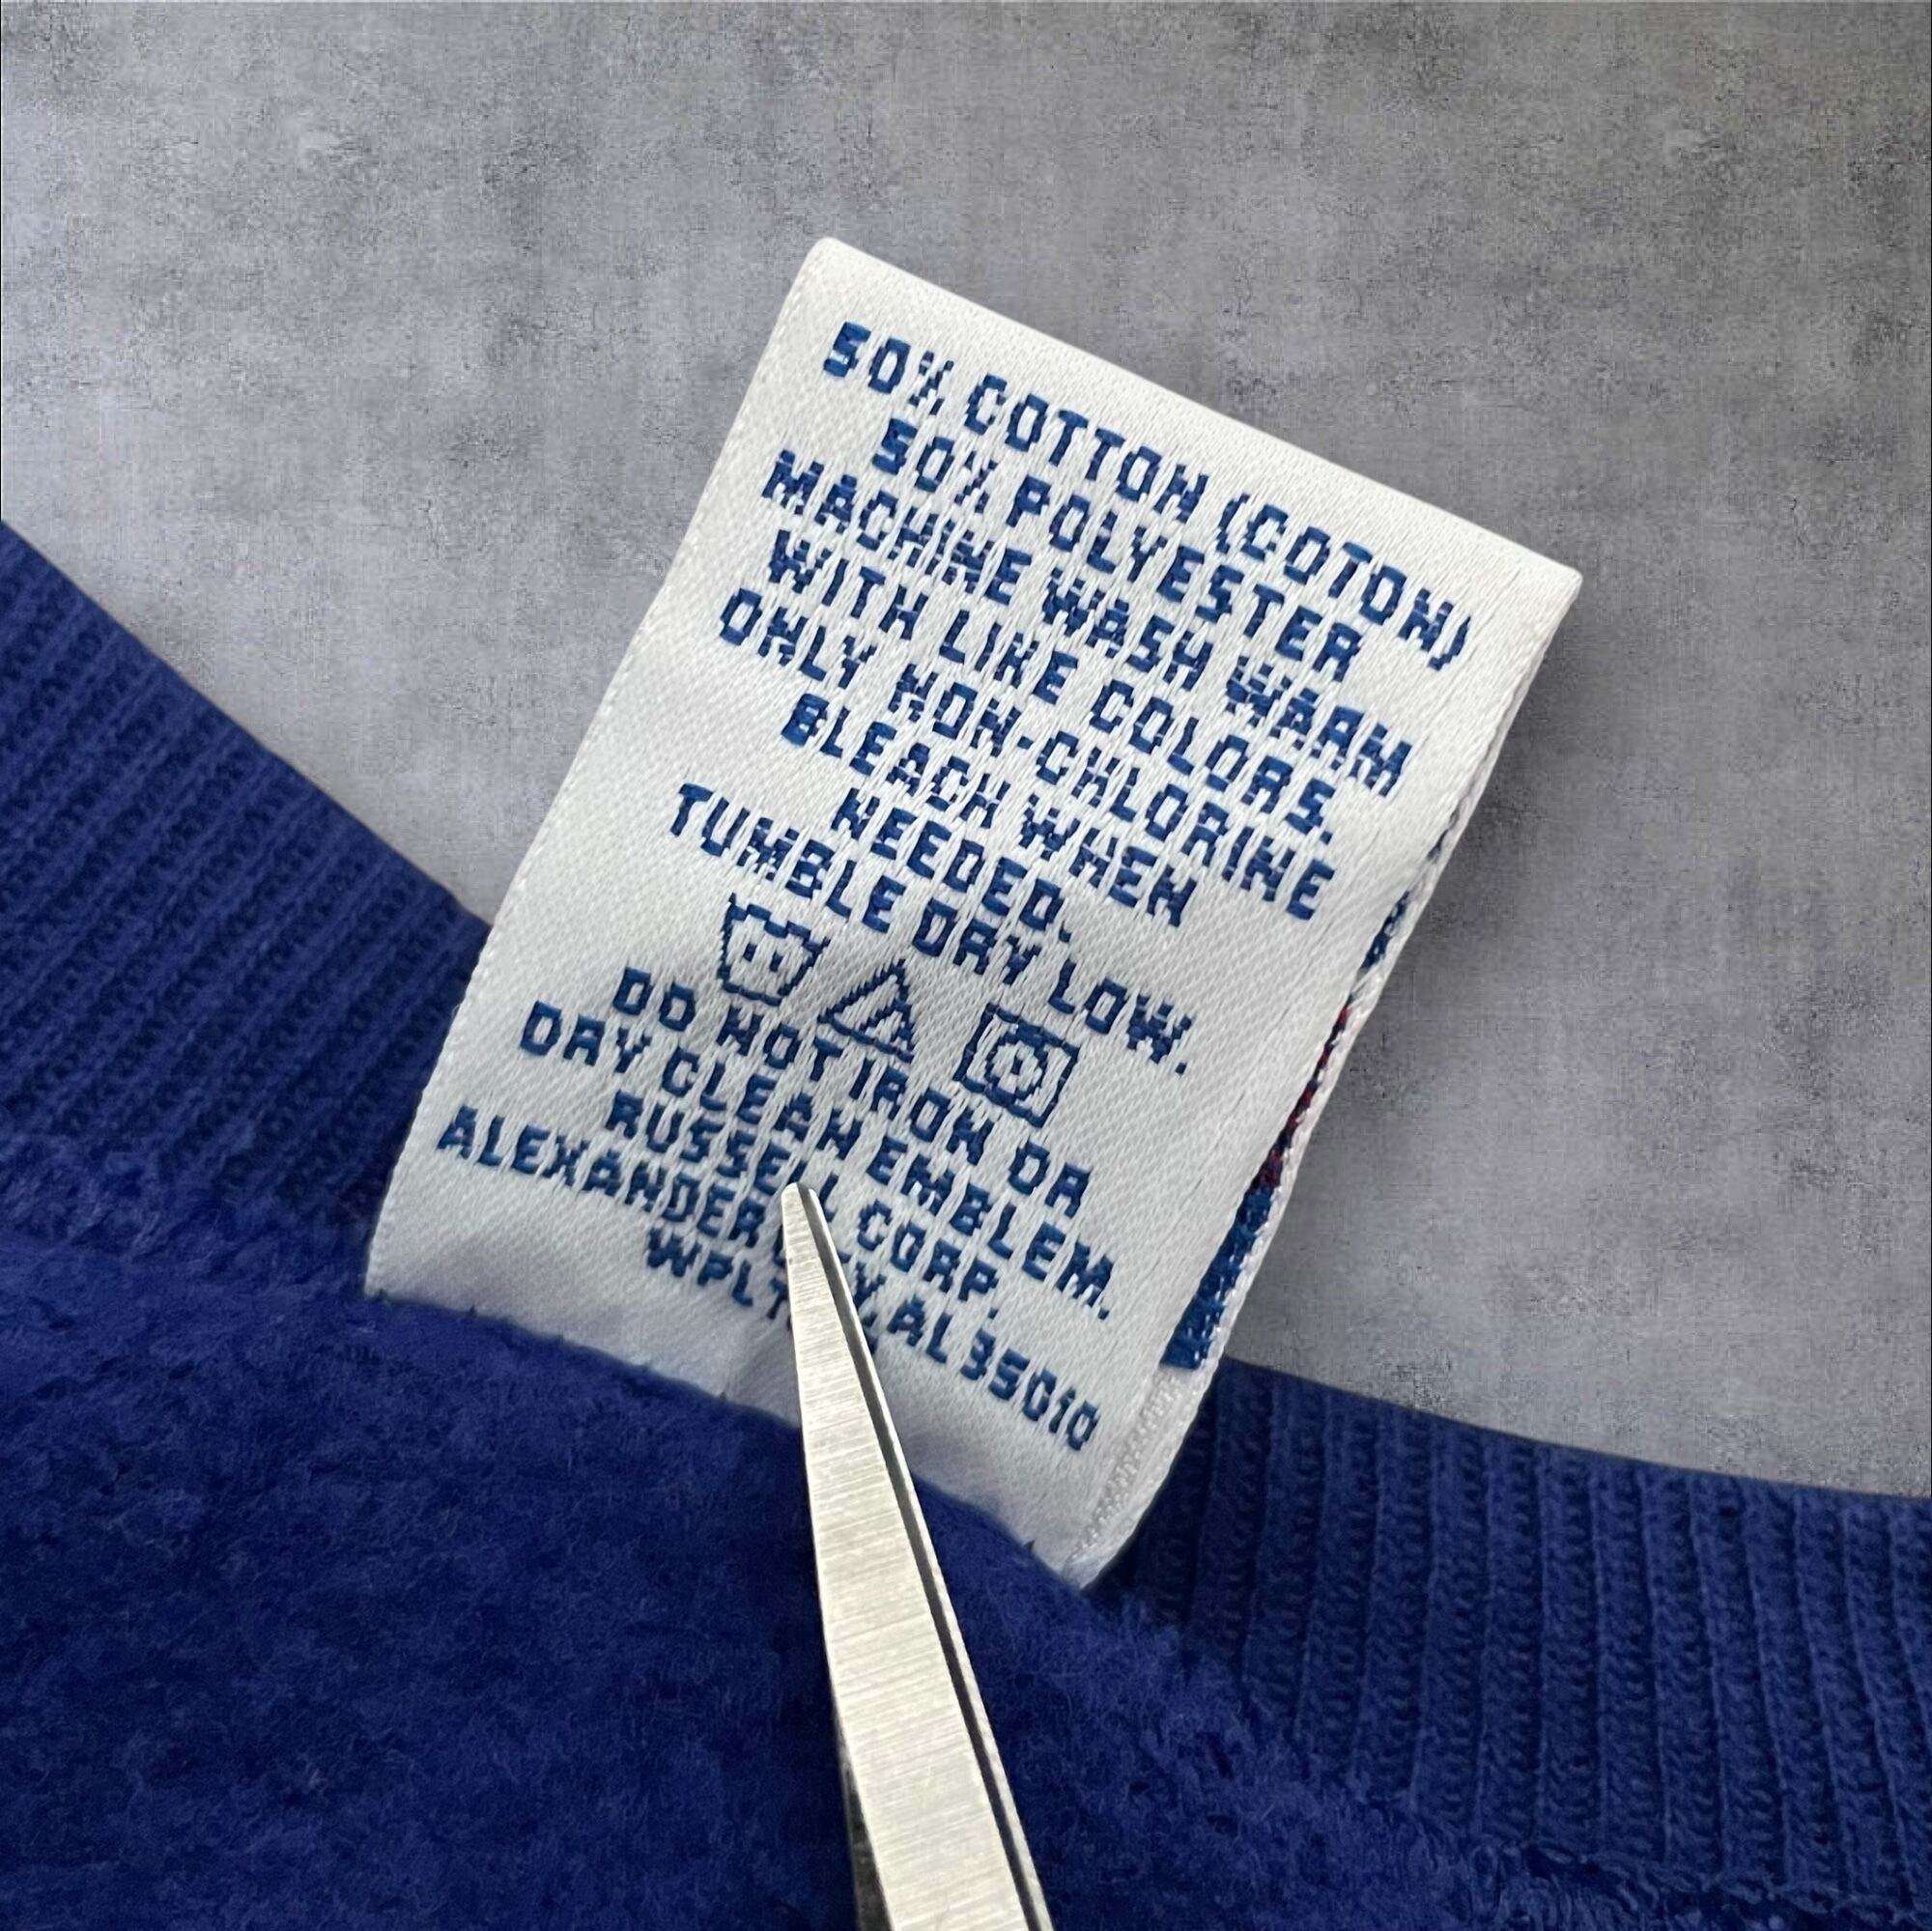 50% COTTON (COTON)
50% POLYESTER
MACHINE WASH WARM
WITH LIKE COLORS.
ONLY NON-CHLORINE
BLEACH WHEN
NEEDED.
TUMBLE DRY LOW.
DO NOT IRON OR
DRY CLEAN EMBLEM.
RUSSELL CORP.
ALEXANDER AL 35010